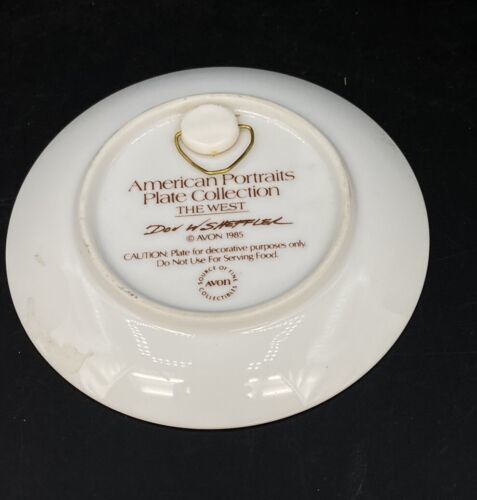 American Portraits
Plate Collection
THE WEST
Don W Sheffler
© AVON 1985
CAUTION: Plate for decorative purposes only.
Do Not Use For Serving Food.
SOURCE OF FINE
AVON
COLLECTIBLES